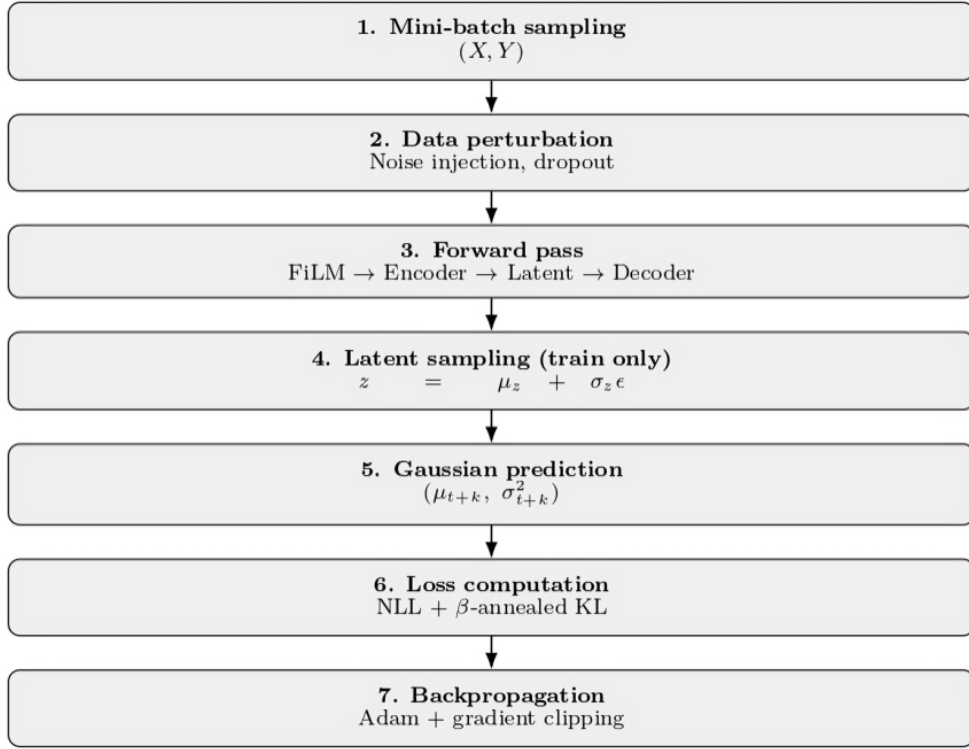 1. Mini-batch sampling
(X, Y)
2. Data perturbation
Noise injection, dropout
3. Forward pass
FiLM → Encoder → Latent → Decoder
4. Latent sampling (train only)
z = μ_z + σ_z ϵ
5. Gaussian prediction
(μ_{t+k}, σ²_{t+k})
6. Loss computation
NLL + β-annealed KL
7. Backpropagation
Adam + gradient clipping